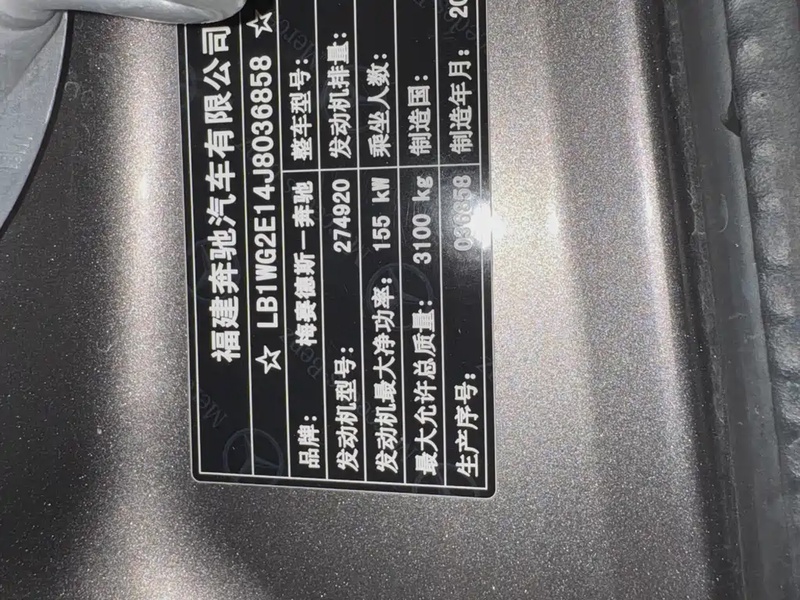 福建奔驰汽车有限公司
☆ LB1WG2E14J8036858 ☆
品牌： 梅赛德斯－奔驰 整车型号：
发动机型号： 274920 发动机排量：
发动机最大净功率： 155 kW 乘坐人数：
最大允许总质量： 3100 kg 制造国：
生产序号： 036858 制造年月： 20